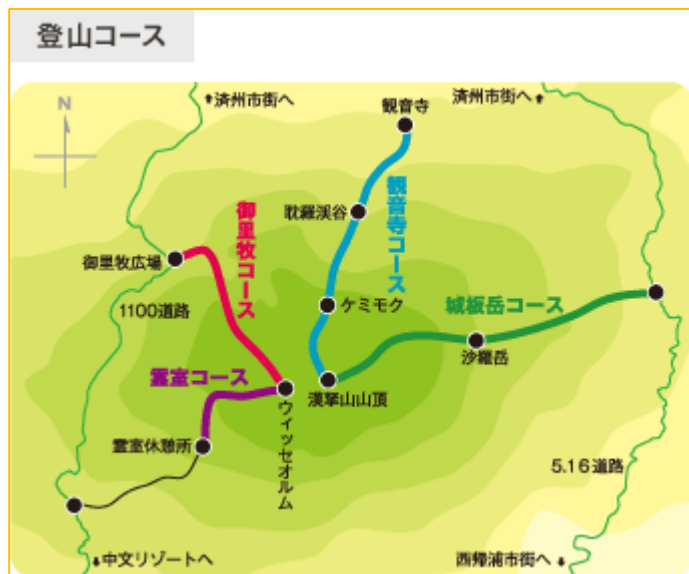 登山コース
N
済州市街へ
観音寺
済州市街へ
観音寺コース
耽羅渓谷
御里牧コース
御里牧広場
1100道路
ケミモク
城板岳コース
沙羅岳
霊室コース
漢拏山山頂
ウィッセオルム
霊室休憩所
5.16道路
中文リゾートへ
西帰浦市街へ